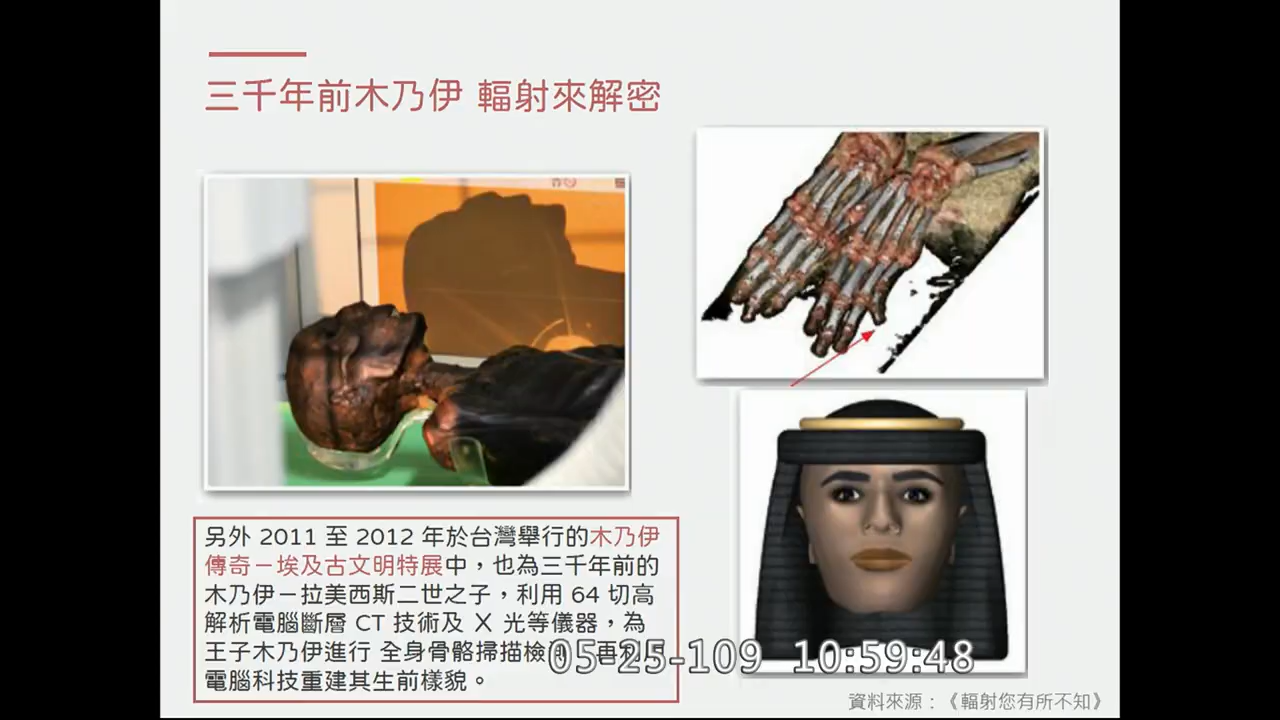 三千年前木乃伊 輻射來解密
另外 2011 至 2012 年於台灣舉行的木乃伊
傳奇－埃及古文明特展中，也為三千年前的
木乃伊－拉美西斯二世之子，利用 64 切高
解析電腦斷層 CT 技術及 X 光等儀器，為
王子木乃伊進行 全身骨骼掃描檢
再
電腦科技重建其生前樣貌。
05-25-109 10:59:48
資料來源：《輻射您有所不知》